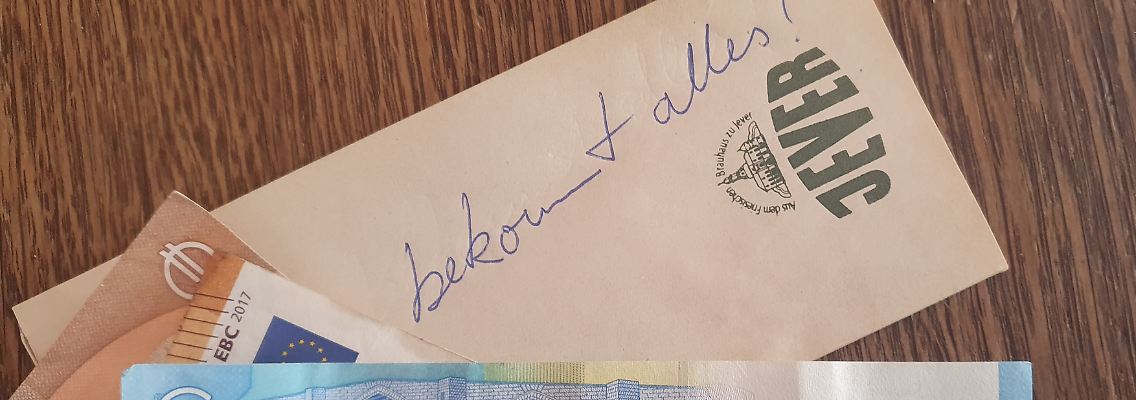 bekommt alles!
JEVER
Aus dem Friesischen Brauhaus zu Jever
€
EBC 2017